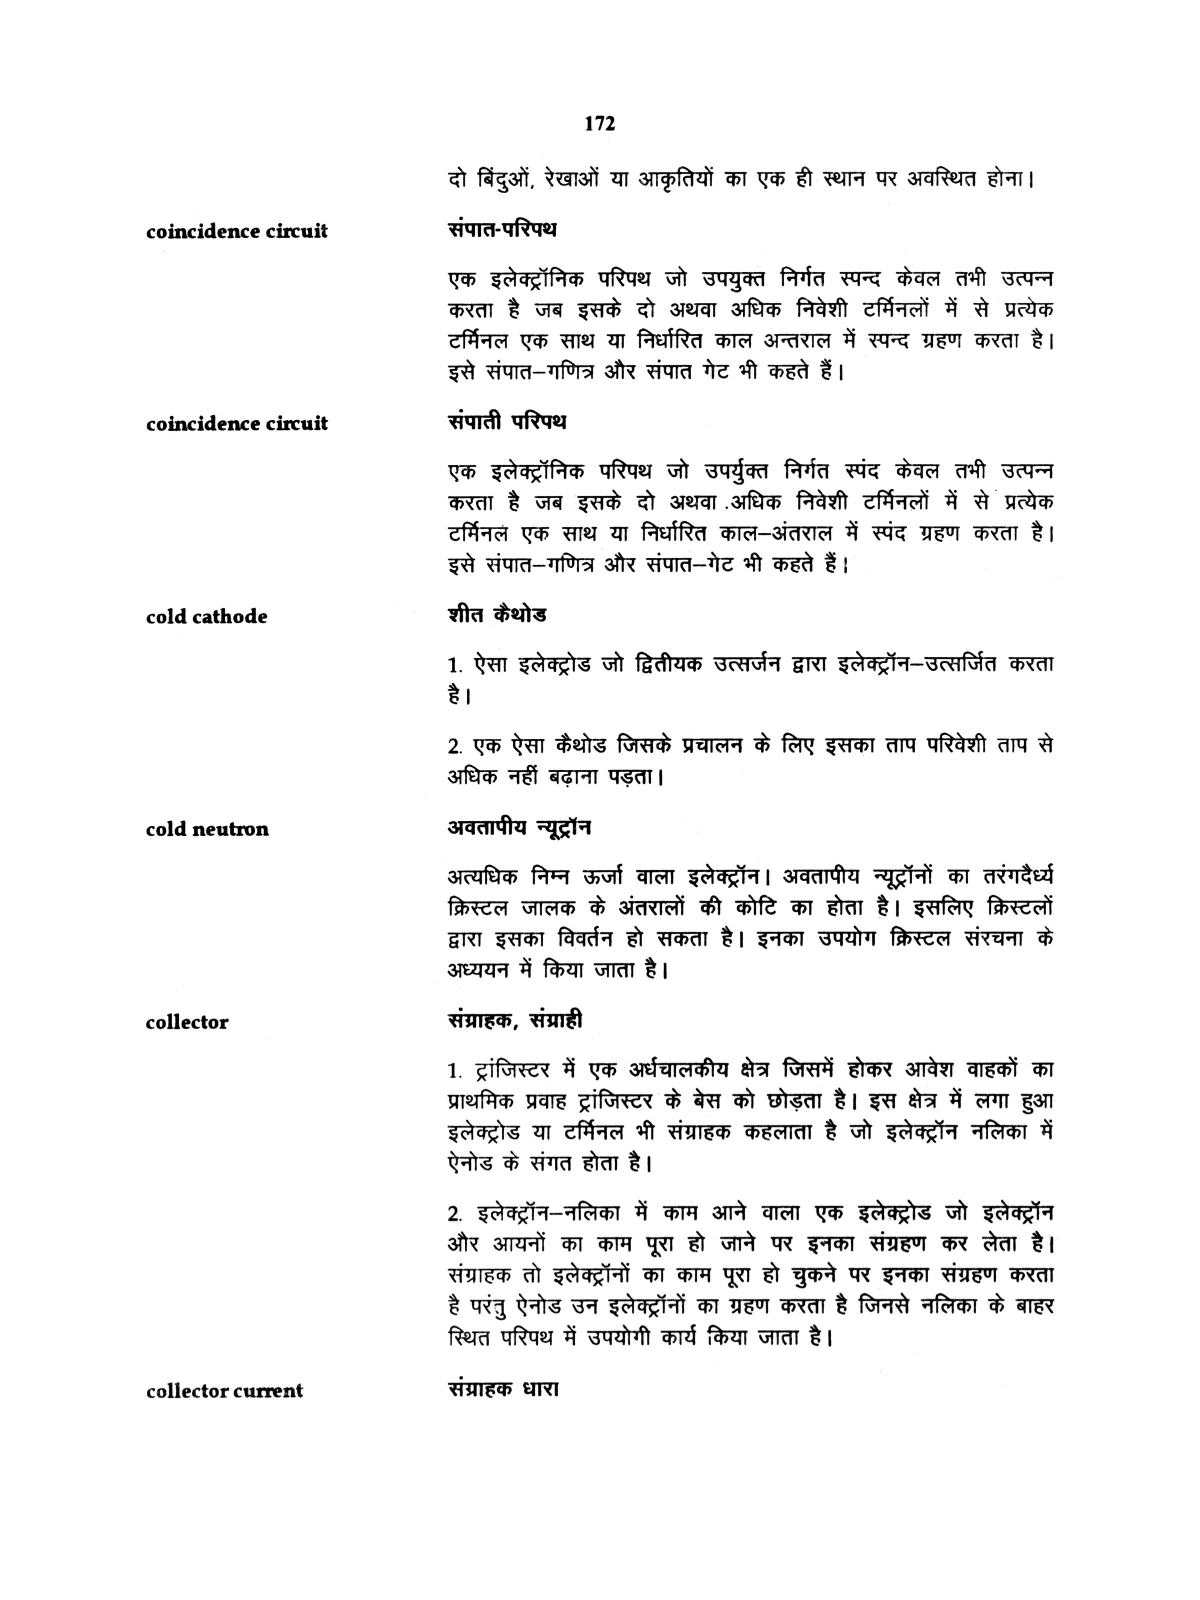 172
दो बिंदुओं, रेखाओं या आकृतियों का एक ही स्थान पर अवस्थित होना।
coincidence circuit संपात-परिपथ
एक इलेक्ट्रॉनिक परिपथ जो उपयुक्त निर्गत स्पन्द केवल तभी उत्पन्न
करता है जब इसके दो अथवा अधिक निवेशी टर्मिनलों में से प्रत्येक
टर्मिनल एक साथ या निर्धारित काल अन्तराल में स्पन्द ग्रहण करता है।
इसे संपात–गणित्र और संपात गेट भी कहते हैं।
coincidence circuit संपाती परिपथ
एक इलेक्ट्रॉनिक परिपथ जो उपर्युक्त निर्गत स्पंद केवल तभी उत्पन्न
करता है जब इसके दो अथवा .अधिक निवेशी टर्मिनलों में से प्रत्येक
टर्मिनल एक साथ या निर्धारित काल–अंतराल में स्पंद ग्रहण करता है।
इसे संपात–गणित्र और संपात–गेट भी कहते हैं।
cold cathode शीत कैथोड
1. ऐसा इलेक्ट्रोड जो द्वितीयक उत्सर्जन द्वारा इलेक्ट्रॉन–उत्सर्जित करता
है।
2. एक ऐसा कैथोड जिसके प्रचालन के लिए इसका ताप परिवेशी ताप से
अधिक नहीं बढ़ाना पड़ता।
cold neutron अवतापीय न्यूट्रॉन
अत्यधिक निम्न ऊर्जा वाला इलेक्ट्रॉन। अवतापीय न्यूट्रॉनों का तरंगदैर्ध्य
क्रिस्टल जालक के अंतरालों की कोटि का होता है। इसलिए क्रिस्टलों
द्वारा इसका विवर्तन हो सकता है। इनका उपयोग क्रिस्टल संरचना के
अध्ययन में किया जाता है।
collector संग्राहक, संग्राही
1. ट्रांजिस्टर में एक अर्धचालकीय क्षेत्र जिसमें होकर आवेश वाहकों का
प्राथमिक प्रवाह ट्रांजिस्टर के बेस को छोड़ता है। इस क्षेत्र में लगा हुआ
इलेक्ट्रोड या टर्मिनल भी संग्राहक कहलाता है जो इलेक्ट्रॉन नलिका में
ऐनोड के संगत होता है।
2. इलेक्ट्रॉन–नलिका में काम आने वाला एक इलेक्ट्रोड जो इलेक्ट्रॉन
और आयनों का काम पूरा हो जाने पर इनका संग्रहण कर लेता है।
संग्राहक तो इलेक्ट्रॉनों का काम पूरा हो चुकने पर इनका संग्रहण करता
है परंतु ऐनोड उन इलेक्ट्रॉनों का ग्रहण करता है जिनसे नलिका के बाहर
स्थित परिपथ में उपयोगी कार्य किया जाता है।
collector current संग्राहक धारा